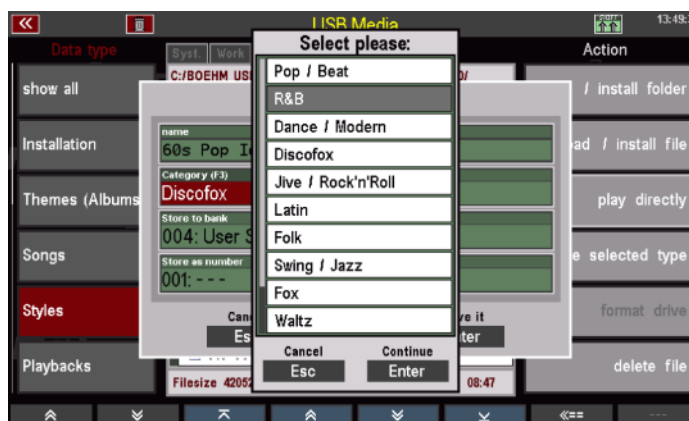 USB Media
START
13:49:
Data type
Syst.
Work
Select please:
Action
C:/BOEHM US
0/
show all
Pop / Beat
/ install folder
R&B
name
60s Pop I
Dance / Modern
Installation
ad / install file
Discofox
Category (F3)
Discofox
Jive / Rock'n'Roll
Themes (Albums
play directly
Latin
Store to bank
004: User S
Folk
Songs
e selected type
Store as number
001: - - -
Swing / Jazz
Fox
Styles
Canc
ve it
format drive
Waltz
Es
ter
Cancel
Continue
Playbacks
delete file
Esc
Enter
Filesize 42052
08:47
«==
---